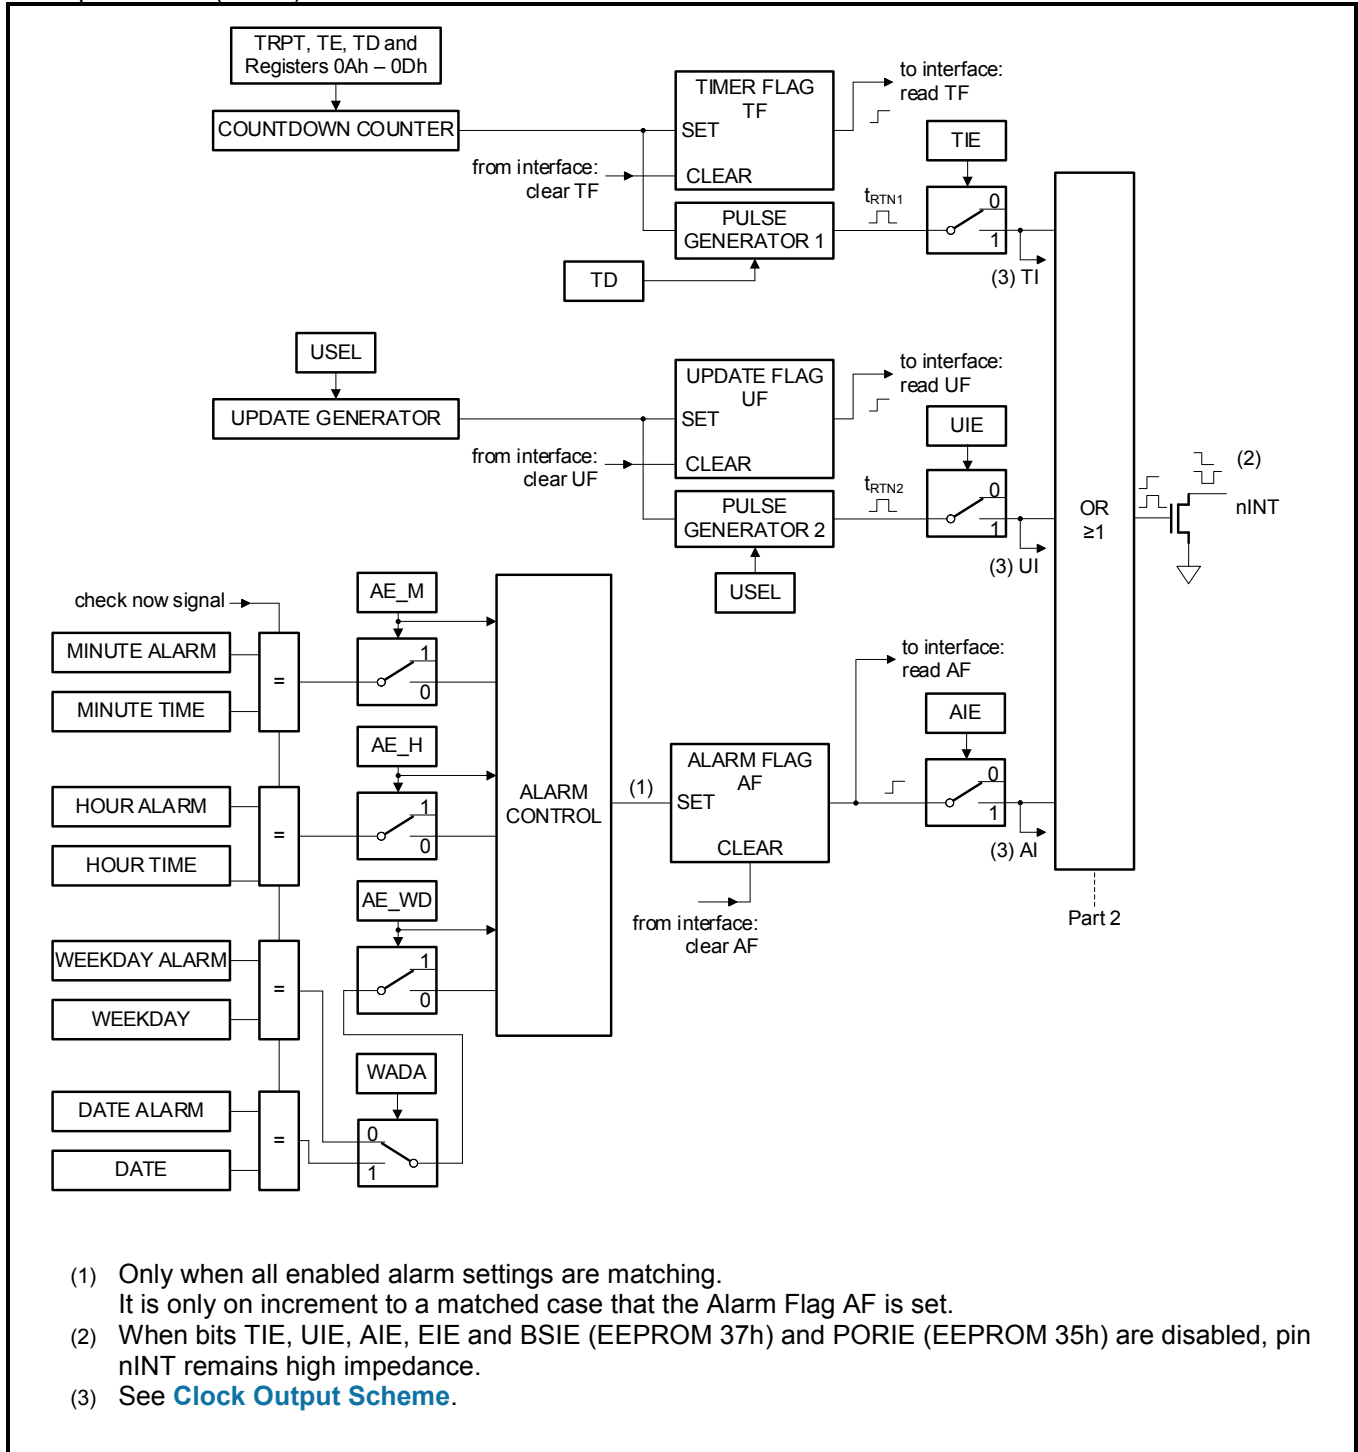 TRPT, TE, TD and
Registers 0Ah – 0Dh
COUNTDOWN COUNTER
TIMER FLAG
TF
SET
CLEAR
to interface:
read TF
from interface:
clear TF
TIE
0
1
PULSE
GENERATOR 1
tRTN1
TD
(3) TI
USEL
UPDATE GENERATOR
UPDATE FLAG
UF
SET
CLEAR
to interface:
read UF
from interface:
clear UF
UIE
0
1
PULSE
GENERATOR 2
tRTN2
USEL
(3) UI
OR
≥1
(2)
nINT
check now signal
MINUTE ALARM
MINUTE TIME
=
AE_M
1
0
HOUR ALARM
HOUR TIME
=
AE_H
1
0
WEEKDAY ALARM
WEEKDAY
=
AE_WD
1
0
DATE ALARM
DATE
=
WADA
0
1
ALARM
CONTROL
(1)
ALARM FLAG
AF
SET
CLEAR
to interface:
read AF
from interface:
clear AF
AIE
0
1
(3) AI
Part 2
(1) Only when all enabled alarm settings are matching.
It is only on increment to a matched case that the Alarm Flag AF is set.
(2) When bits TIE, UIE, AIE, EIE and BSIE (EEPROM 37h) and PORIE (EEPROM 35h) are disabled, pin
nINT remains high impedance.
(3) See Clock Output Scheme.